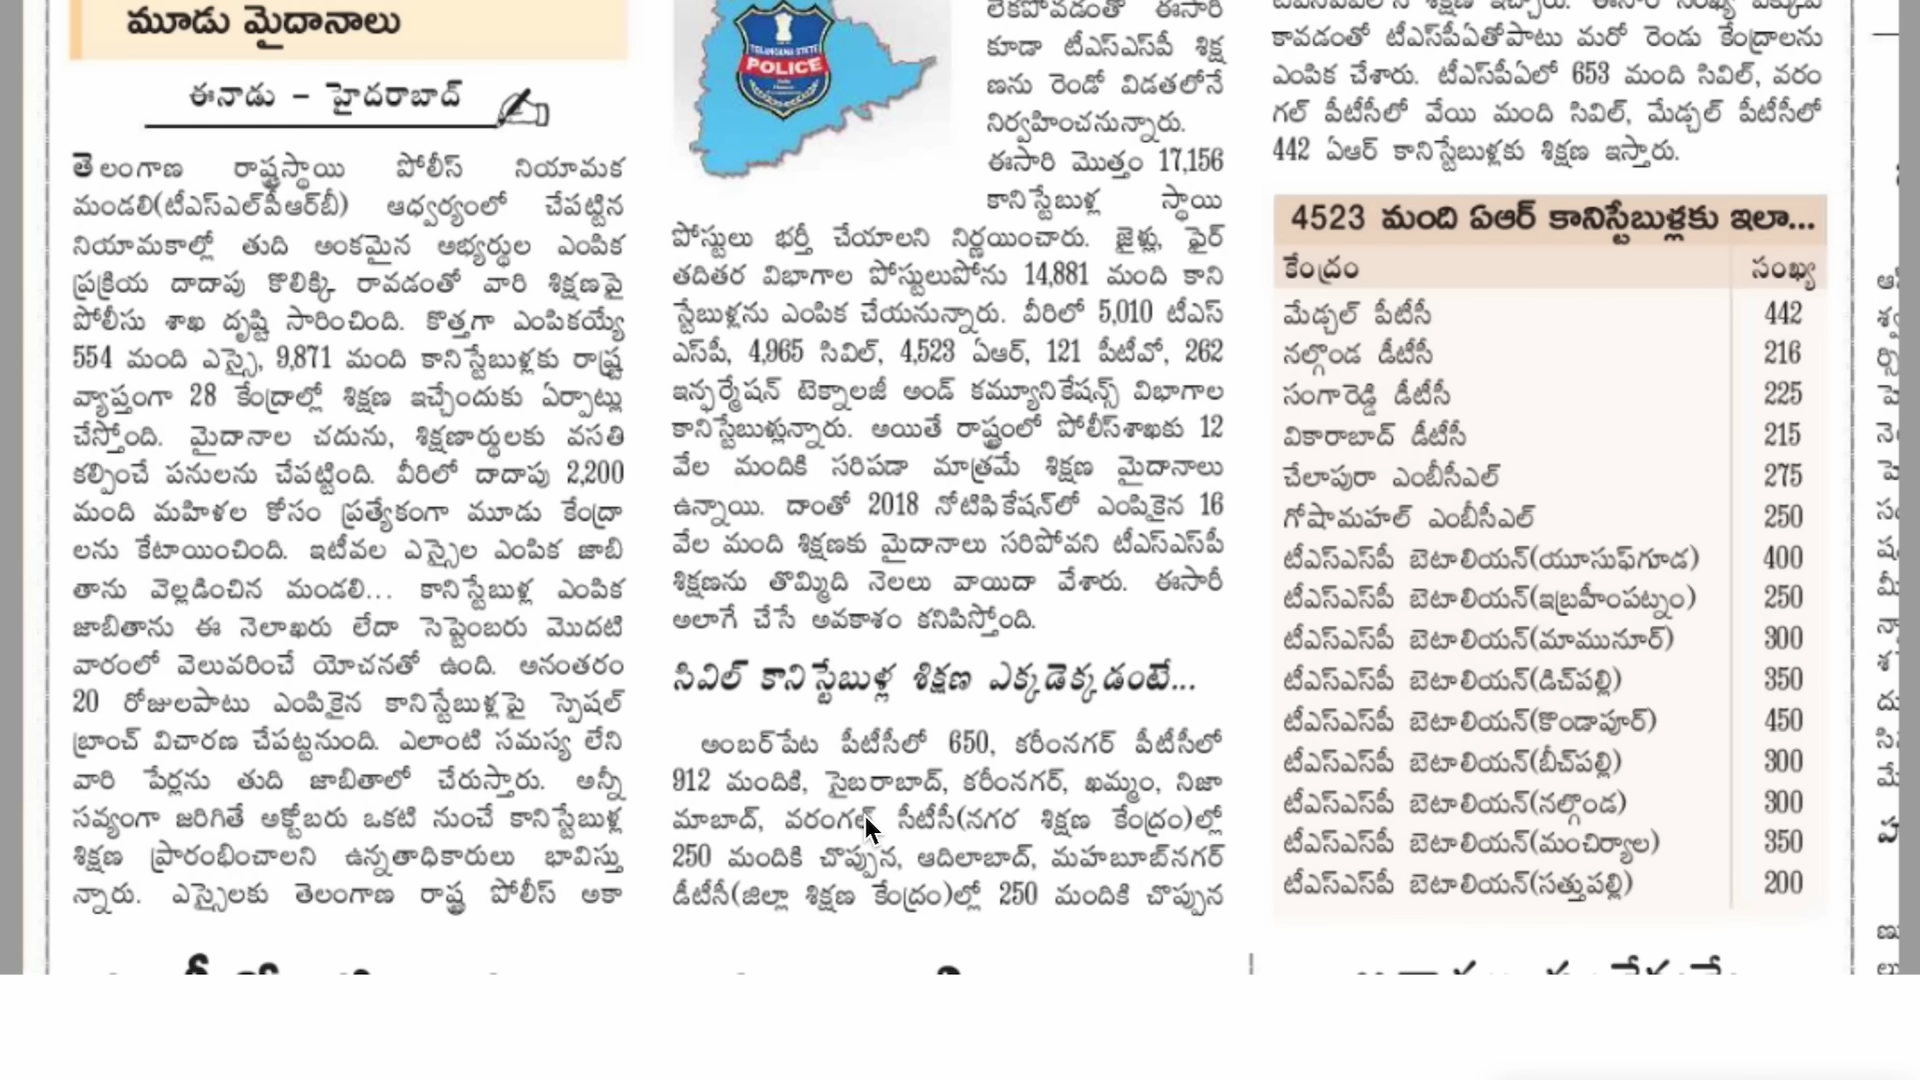 మూడు మైదానాలు
ఈనాడు - హైదరాబాద్
తెలంగాణ రాష్ట్రస్థాయి పోలీస్ నియామక
మండలి(టీఎస్ఎల్‌పీఆర్‌బీ) ఆధ్వర్యంలో చేపట్టిన
నియామకాల్లో తుది అంకమైన అభ్యర్థుల ఎంపిక
ప్రక్రియ దాదాపు కొలిక్కి రావడంతో వారి శిక్షణపై
పోలీసు శాఖ దృష్టి సారించింది. కొత్తగా ఎంపికయ్యే
554 మంది ఎస్సై, 9,871 మంది కానిస్టేబుళ్లకు రాష్ట్ర
వ్యాప్తంగా 28 కేంద్రాల్లో శిక్షణ ఇచ్చేందుకు ఏర్పాట్లు
చేస్తోంది. మైదానాల చదును, శిక్షణార్థులకు వసతి
కల్పించే పనులను చేపట్టింది. వీరిలో దాదాపు 2,200
మంది మహిళల కోసం ప్రత్యేకంగా మూడు కేంద్రా
లను కేటాయించింది. ఇటీవల ఎస్సైల ఎంపిక జాబి
తాను వెల్లడించిన మండలి... కానిస్టేబుళ్ల ఎంపిక
జాబితాను ఈ నెలాఖరు లేదా సెప్టెంబరు మొదటి
వారంలో వెలువరించే యోచనతో ఉంది. అనంతరం
20 రోజులపాటు ఎంపికైన కానిస్టేబుళ్లపై స్పెషల్
బ్రాంచ్ విచారణ చేపట్టనుంది. ఎలాంటి సమస్య లేని
వారి పేర్లను తుది జాబితాలో చేరుస్తారు. అన్నీ
సవ్యంగా జరిగితే అక్టోబరు ఒకటి నుంచే కానిస్టేబుళ్ల
శిక్షణ ప్రారంభించాలని ఉన్నతాధికారులు భావిస్తు
న్నారు. ఎస్సైలకు తెలంగాణ రాష్ట్ర పోలీస్ అకా
TELANGANA STATE
POLICE
లేకపోవడంతో ఈసారి
కూడా టీఎస్ఎస్‌పీ శిక్ష
ణను రెండో విడతలోనే
నిర్వహించనున్నారు.
ఈసారి మొత్తం 17,156
కానిస్టేబుళ్ల స్థాయి
పోస్టులు భర్తీ చేయాలని నిర్ణయించారు. జైళ్లు, ఫైర్
తదితర విభాగాల పోస్టులుపోను 14,881 మంది కాని
స్టేబుళ్లను ఎంపిక చేయనున్నారు. వీరిలో 5,010 టీఎస్
ఎస్‌పీ, 4,965 సివిల్, 4,523 ఏఆర్, 121 పీటీవో, 262
ఇన్ఫర్మేషన్ టెక్నాలజీ అండ్ కమ్యూనికేషన్స్ విభాగాల
కానిస్టేబుళ్లున్నారు. అయితే రాష్ట్రంలో పోలీస్‌శాఖకు 12
వేల మందికి సరిపడా మాత్రమే శిక్షణ మైదానాలు
ఉన్నాయి. దాంతో 2018 నోటిఫికేషన్‌లో ఎంపికైన 16
వేల మంది శిక్షణకు మైదానాలు సరిపోవని టీఎస్ఎస్‌పీ
శిక్షణను తొమ్మిది నెలలు వాయిదా వేశారు. ఈసారీ
అలాగే చేసే అవకాశం కనిపిస్తోంది.
సివిల్ కానిస్టేబుళ్ల శిక్షణ ఎక్కడెక్కడంటే...
అంబర్‌పేట పీటీసీలో 650, కరీంనగర్ పీటీసీలో
912 మందికి, సైబరాబాద్, కరీంనగర్, ఖమ్మం, నిజా
మాబాద్, వరంగల్ సీటీసీ(నగర శిక్షణ కేంద్రం)ల్లో
250 మందికి చొప్పున, ఆదిలాబాద్, మహబూబ్‌నగర్
డీటీసీ(జిల్లా శిక్షణ కేంద్రం)ల్లో 250 మందికి చొప్పున
కావడంతో టీఎస్‌పీఏతోపాటు మరో రెండు కేంద్రాలను
ఎంపిక చేశారు. టీఎస్‌పీఏలో 653 మంది సివిల్, వరం
గల్ పీటీసీలో వేయి మంది సివిల్, మేడ్చల్ పీటీసీలో
442 ఏఆర్ కానిస్టేబుళ్లకు శిక్షణ ఇస్తారు.
4523 మంది ఏఆర్ కానిస్టేబుళ్లకు ఇలా...
కేంద్రం సంఖ్య
మేడ్చల్ పీటీసీ 442
నల్గొండ డీటీసీ 216
సంగారెడ్డి డీటీసీ 225
వికారాబాద్ డీటీసీ 215
చేలాపురా ఎంబీసీఎల్ 275
గోషామహల్ ఎంబీసీఎల్ 250
టీఎస్ఎస్‌పీ బెటాలియన్(యూసుఫ్‌గూడ) 400
టీఎస్ఎస్‌పీ బెటాలియన్(ఇబ్రహీంపట్నం) 250
టీఎస్ఎస్‌పీ బెటాలియన్(మామునూర్) 300
టీఎస్ఎస్‌పీ బెటాలియన్(డిచ్‌పల్లి) 350
టీఎస్ఎస్‌పీ బెటాలియన్(కొండాపూర్) 450
టీఎస్ఎస్‌పీ బెటాలియన్(బీచ్‌పల్లి) 300
టీఎస్ఎస్‌పీ బెటాలియన్(నల్గొండ) 300
టీఎస్ఎస్‌పీ బెటాలియన్(మంచిర్యాల) 350
టీఎస్ఎస్‌పీ బెటాలియన్(సత్తుపల్లి) 200